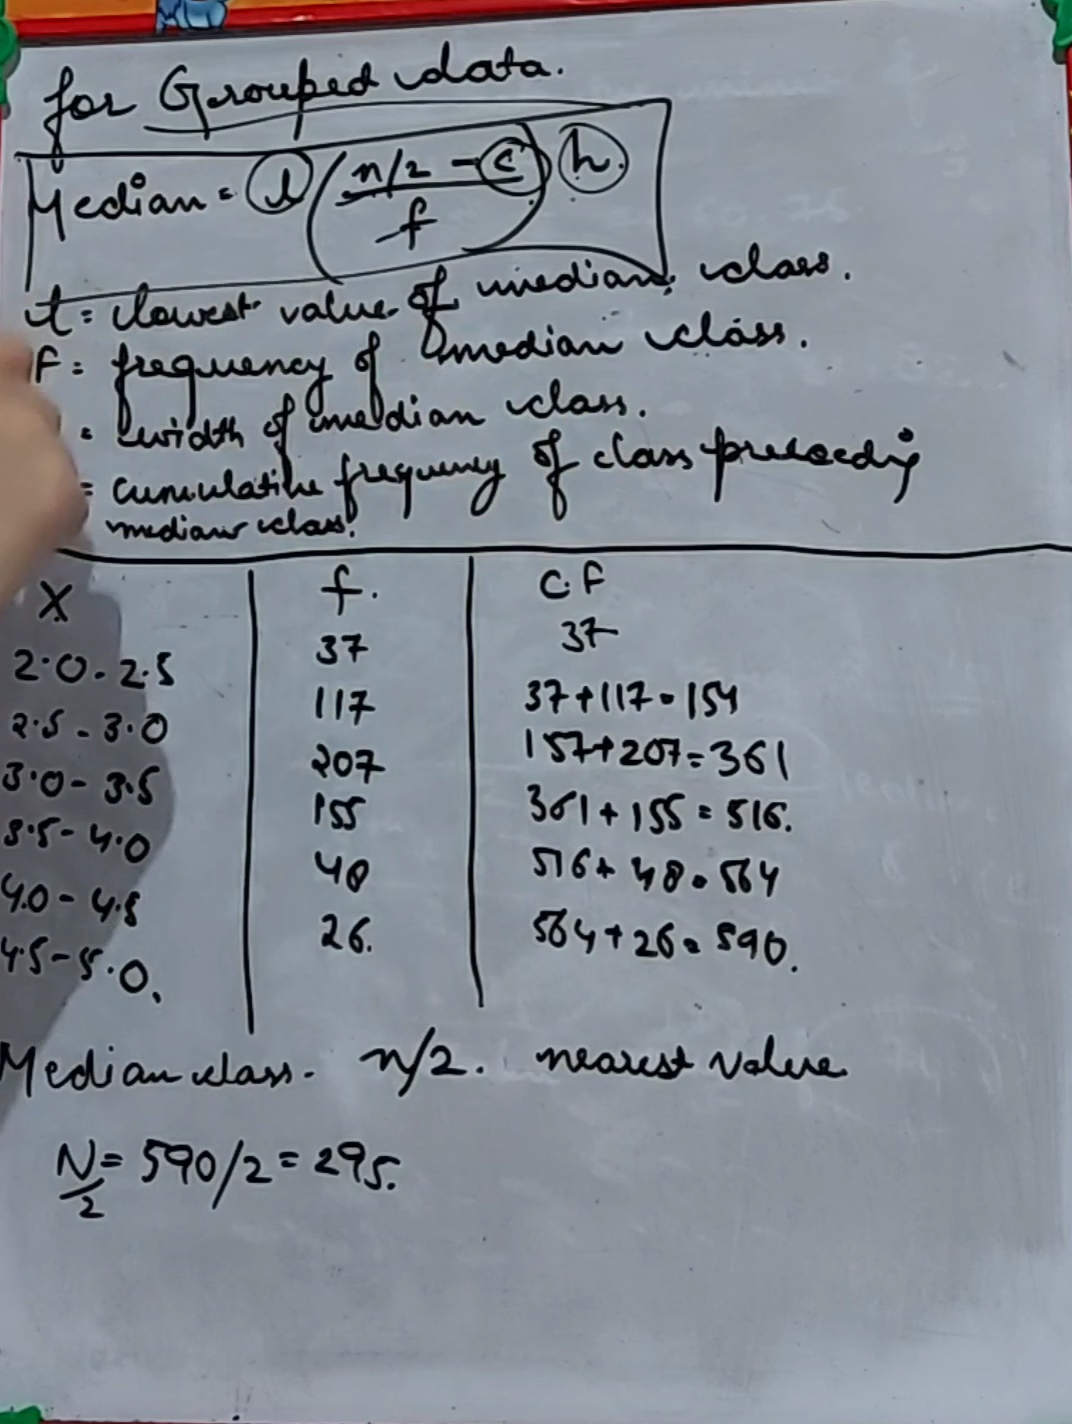 for Grouped data.
Median = l (n/2 - c / f) h.
l = lowest value of median class.
F = frequency of median class.
= width of median class.
= cumulative frequency of class preceding
median class.
X f. C.F
2.0 - 2.5 37 37
2.5 - 3.0 117 37+117=154
3.0 - 3.5 207 157+207=361
3.5 - 4.0 155 361+155=516.
4.0 - 4.5 48 516+48=564
4.5 - 5.0. 26. 564+26=590.
Median class. n/2. nearest value
N/2 = 590/2 = 295.